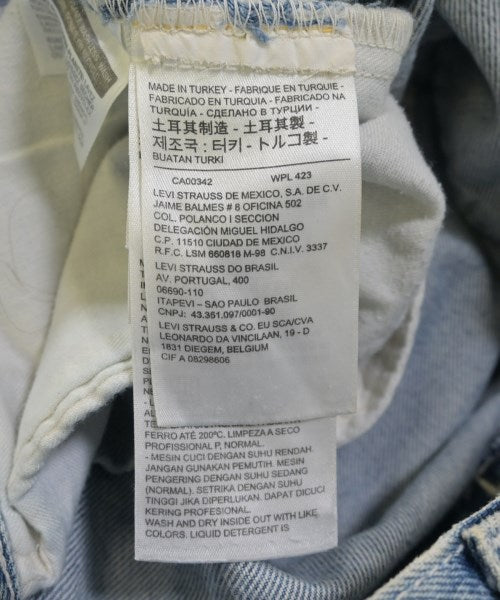 MADE IN TURKEY - FABRIQUE EN TURQUIE -
FABRICADO EN TURQUIA - FABRICADO NA
TURQUÍA - СДЕЛАНО В ТУРЦИИ -
土耳其制造 - 土耳其製 -
제조국 : 터키 - トルコ製 -
BUATAN TURKI
CA00342 WPL 423
LEVI STRAUSS DE MEXICO, S.A. DE C.V.
JAIME BALMES # 8 OFICINA 502
COL. POLANCO I SECCION
DELEGACIÓN MIGUEL HIDALGO
C.P. 11510 CIUDAD DE MEXICO
R.F.C. LSM 660818 M-98 C.N.I.V. 3337
LEVI STRAUSS DO BRASIL
AV. PORTUGAL, 400
06690-110
ITAPEVI – SAO PAULO BRASIL
CNPJ: 43.351.097/0001-90
LEVI STRAUSS & CO. EU SCA/CVA
LEONARDO DA VINCILAAN, 19 - D
1831 DIEGEM, BELGIUM
CIF A 08298606
FERRO ATÉ 200ºC. LIMPEZA A SECO
PROFISSIONAL P, NORMAL.
- MESIN CUCI DENGAN SUHU RENDAH.
JANGAN GUNAKAN PEMUTIH. MESIN
PENGERING DENGAN SUHU SEDANG
(NORMAL). SETRIKA DENGAN SUHU
TINGGI JIKA DIPERLUKAN. DAPAT DICUCI
KERING PROFESIONAL.
WASH AND DRY INSIDE OUT WITH LIKE
COLORS. LIQUID DETERGENT IS